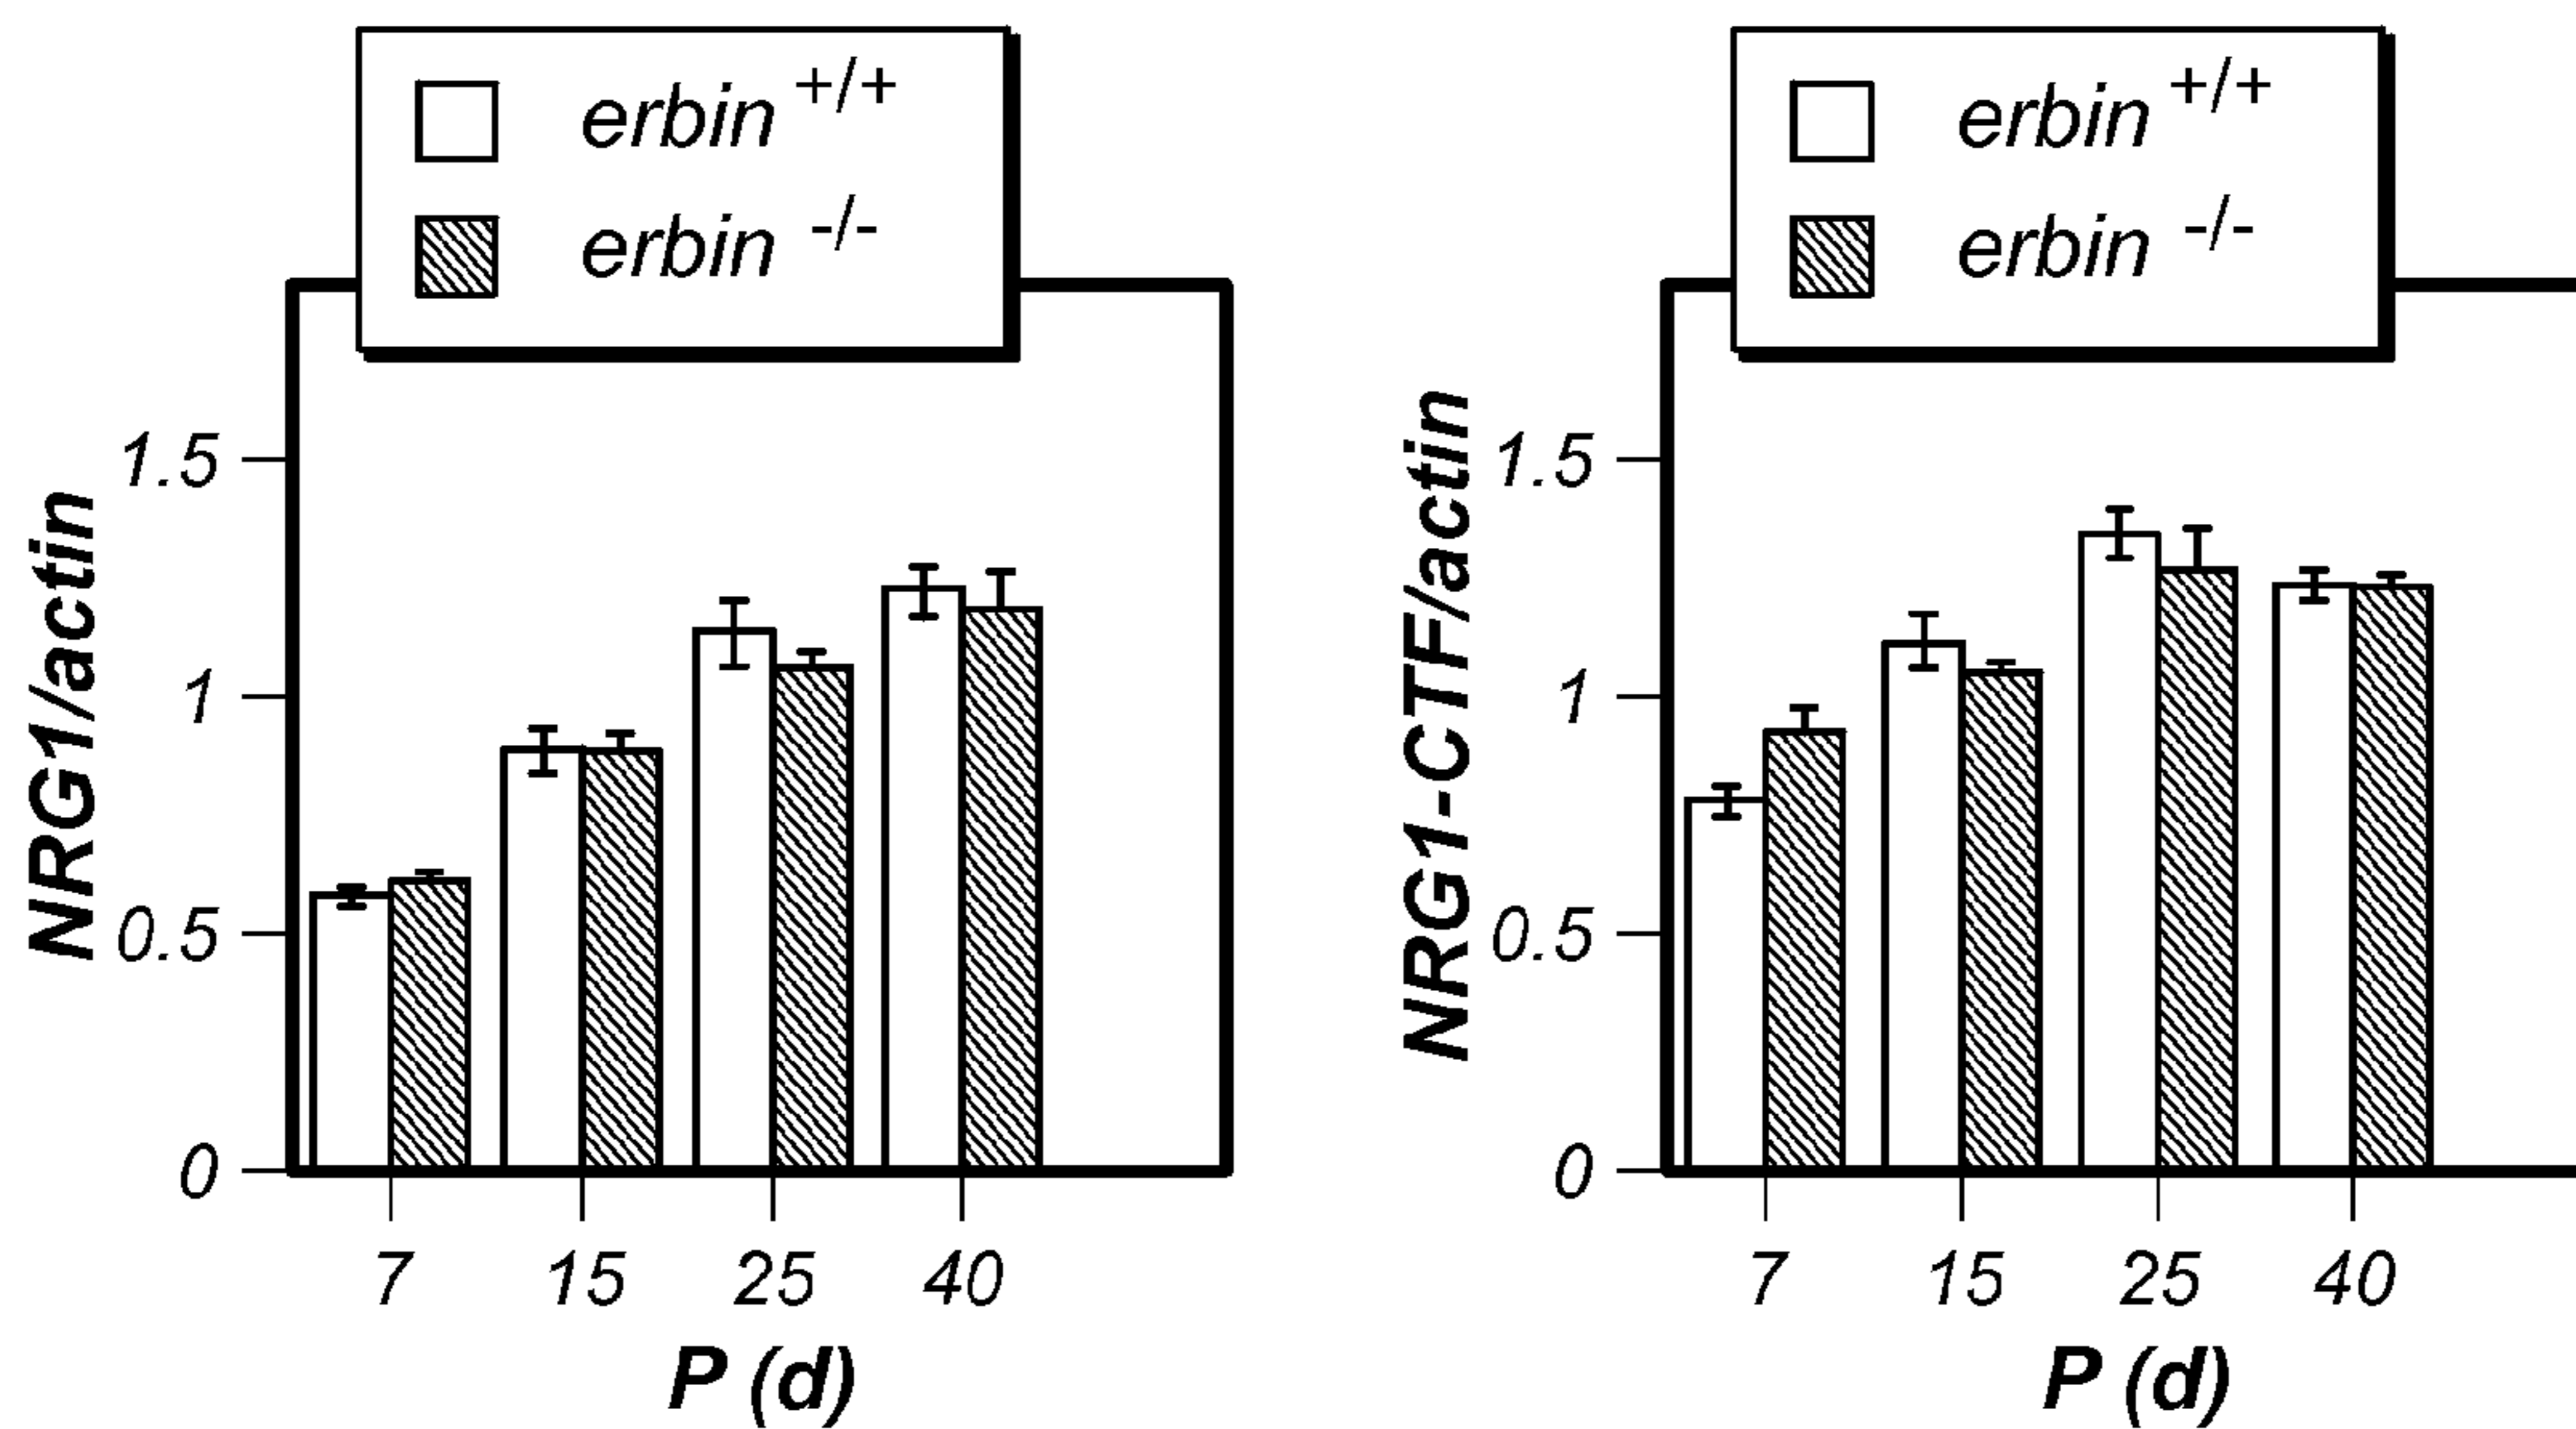 erbin +/+
erbin -/-
NRG1/actin
1.5
1
0.5
0
7 15 25 40
P (d)
erbin +/+
erbin -/-
NRG1-CTF/actin
1.5
1
0.5
0
7 15 25 40
P (d)